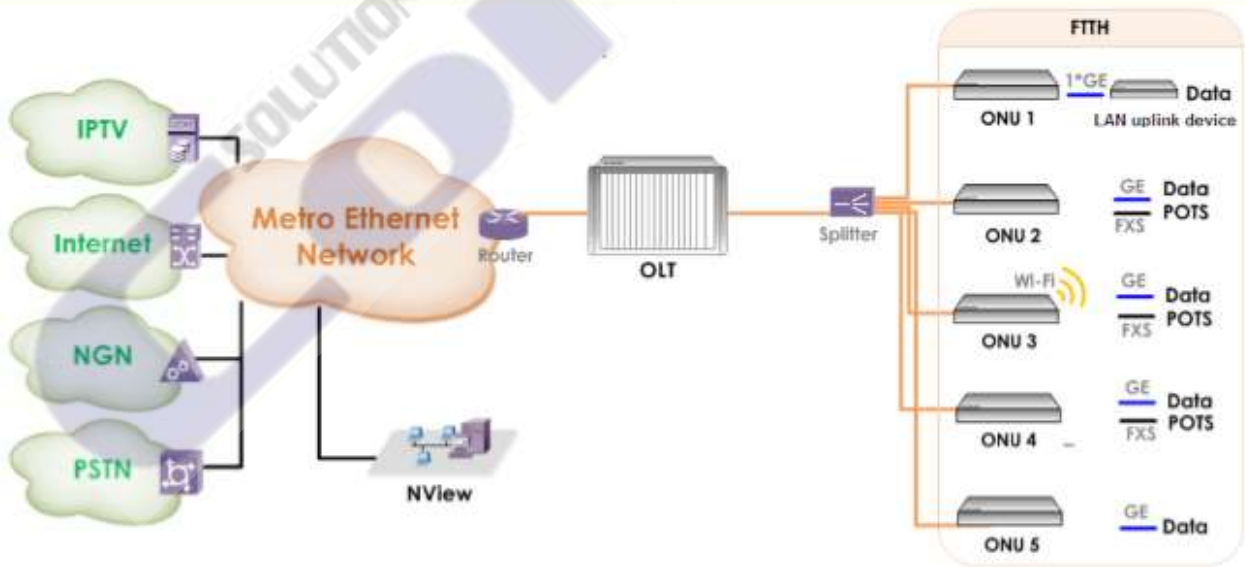 SOLUTION
IPTV
Internet
NGN
PSTN
Metro Ethernet
Network
Router
NView
OLT
Splitter
FTTH
ONU 1
1*GE
Data
LAN uplink device
ONU 2
GE
Data
POTS
FXS
Wi-Fi
ONU 3
GE
Data
POTS
FXS
ONU 4
GE
Data
POTS
FXS
ONU 5
GE
Data